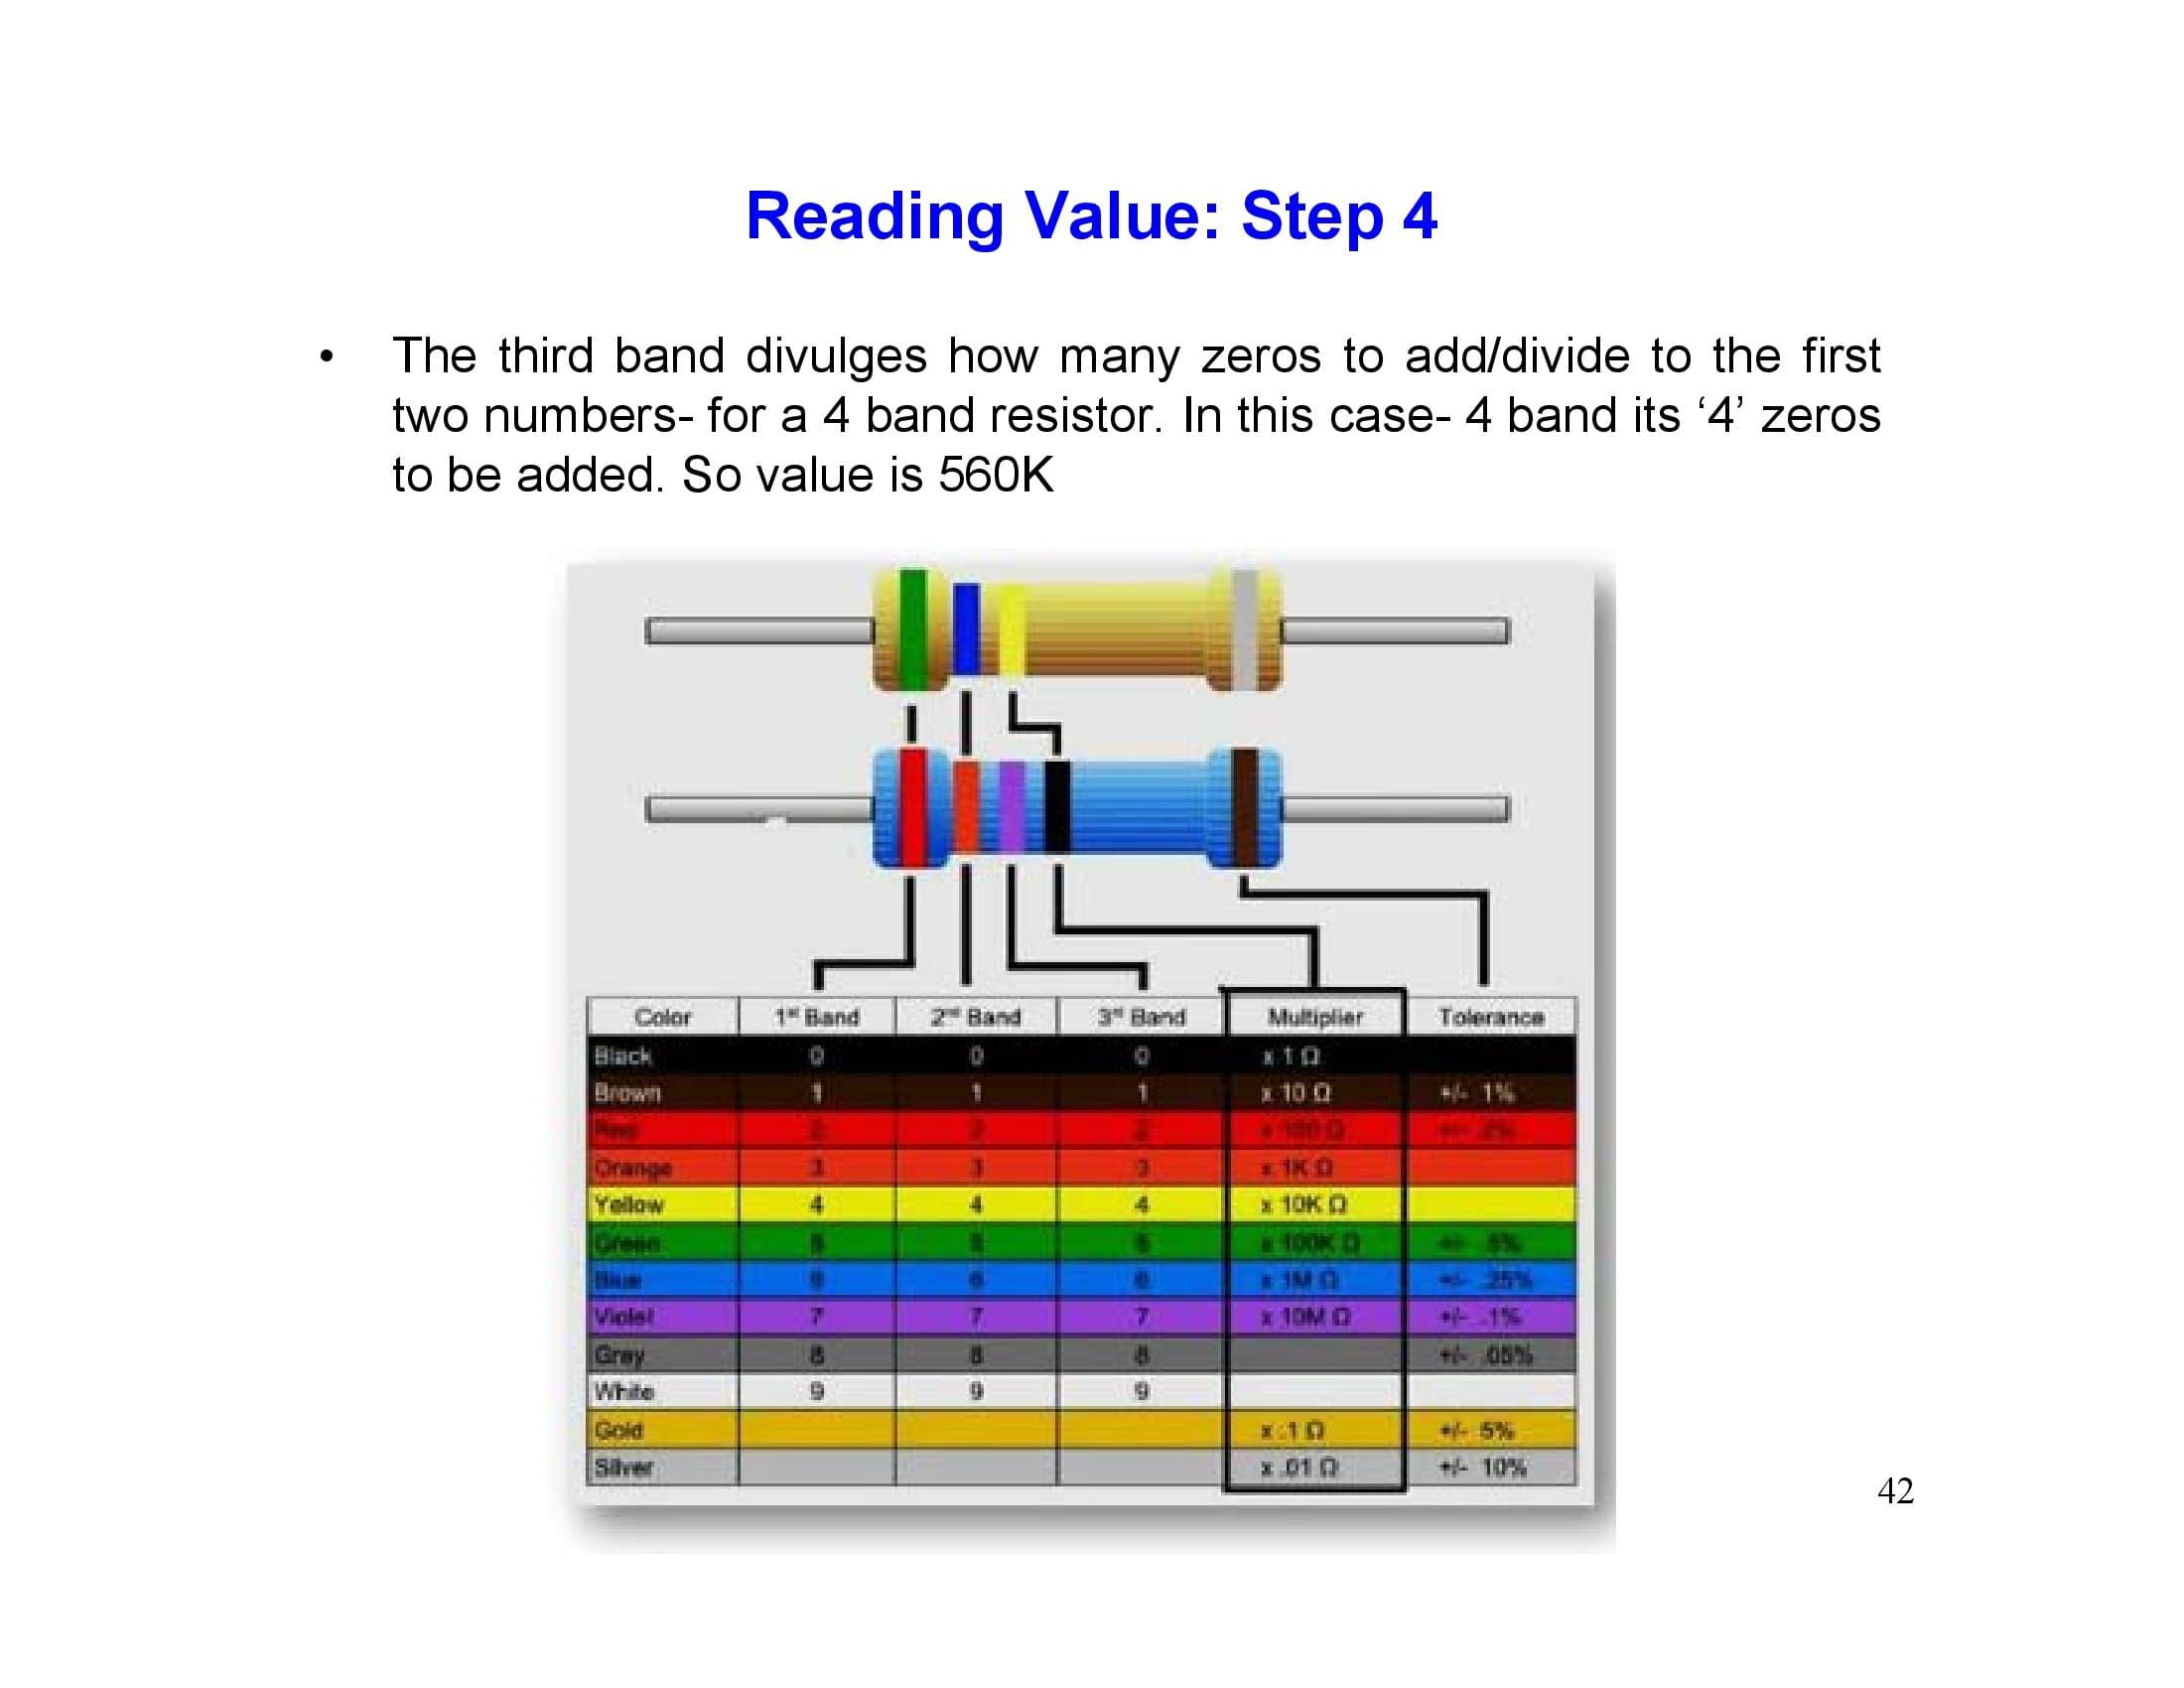 Reading Value: Step 4
• The third band divulges how many zeros to add/divide to the first
two numbers- for a 4 band resistor. In this case- 4 band its ‘4’ zeros
to be added. So value is 560K
Color 1st Band 2nd Band 3rd Band Multiplier Tolerance
Black 0 0 0 x 1 Ω
Brown 1 1 1 x 10 Ω +/- 1%
Red 2 2 2 x 100 Ω +/- 2%
Orange 3 3 3 x 1K Ω
Yellow 4 4 4 x 10K Ω
Green 5 5 5 x 100K Ω +/- .5%
Blue 6 6 6 x 1M Ω +/- .25%
Violet 7 7 7 x 10M Ω +/- .1%
Grey 8 8 8 +/- .05%
White 9 9 9
Gold x .1 Ω +/- 5%
Silver x .01 Ω +/- 10%
42